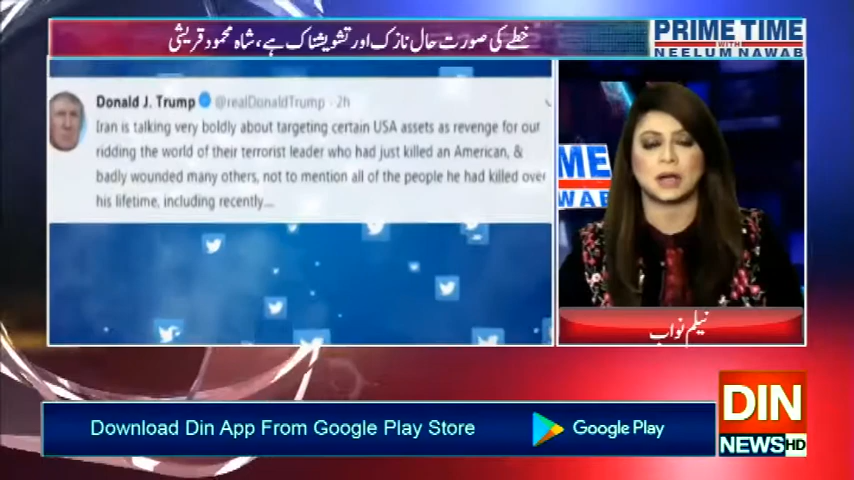 خطے کی صورت حال نازک اور تشویشناک ہے، شاہ محمود قریشی
PRIME TIME
WITH
NEELUM NAWAB
Donald J. Trump @realDonaldTrump · 2h
Iran is talking very boldly about targeting certain USA assets as revenge for our
ridding the world of their terrorist leader who had just killed an American, &
badly wounded many others, not to mention all of the people he had killed over
his lifetime, including recently....
IME
WAB
نیلم نواب
Download Din App From Google Play Store
Google Play
DIN
NEWS HD